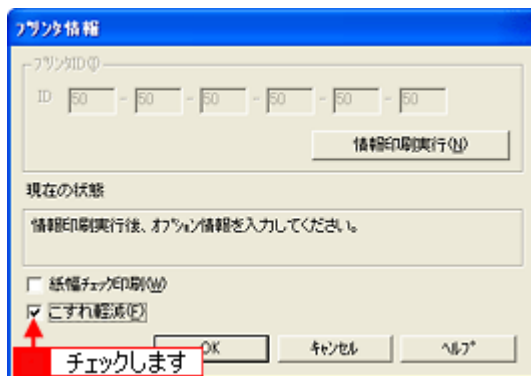 プリンタ情報
プリンタID(I)
ID 50 - 50 - 50 - 50 - 50 - 50
情報印刷実行(N)
現在の状態
情報印刷実行後、オプション情報を入力してください。
紙幅チェック印刷(W)
こすれ軽減(F)
OK キャンセル ヘルプ
チェックします